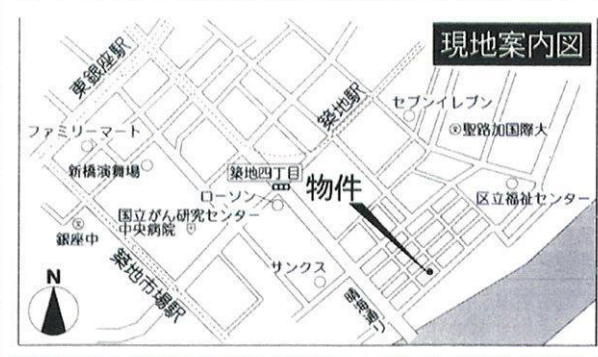 現地案内図
東銀座駅
築地駅
セブンイレブン
聖路加国際大
ファミリーマート
新橋演舞場
築地四丁目
物件
ローソン
区立福祉センター
国立がん研究センター
中央病院
銀座中
築地市場駅
サンクス
晴海通り
N